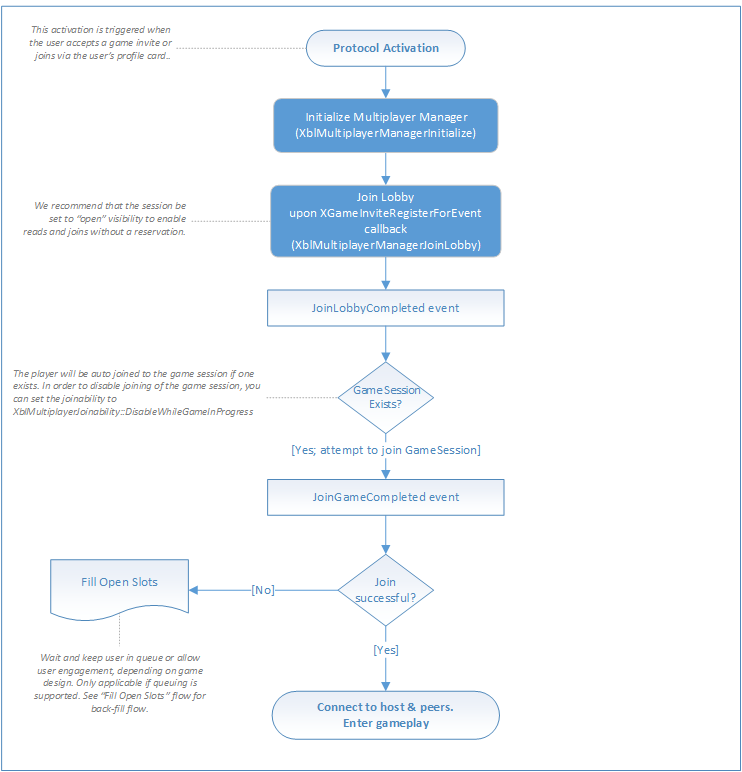 This activation is triggered when
the user accepts a game invite or
joins via the user's profile card..
Protocol Activation
Initialize Multiplayer Manager
(XblMultiplayerManagerInitialize)
We recommend that the session be
set to "open" visibility to enable
reads and joins without a reservation.
Join Lobby
upon XGameInviteRegisterForEvent
callback
(XblMultiplayerManagerJoinLobby)
JoinLobbyCompleted event
The player will be auto joined to the game session if one
exists. In order to disable joining of the game session, you
can set the joinability to
XblMultiplayerJoinability::DisableWhileGameInProgress
Game Session
Exists?
[Yes; attempt to join GameSession]
JoinGameCompleted event
Join
successful?
[No]
Fill Open Slots
Wait and keep user in queue or allow
user engagement, depending on game
design. Only applicable if queuing is
supported. See "Fill Open Slots" flow for
back-fill flow.
[Yes]
Connect to host & peers.
Enter gameplay